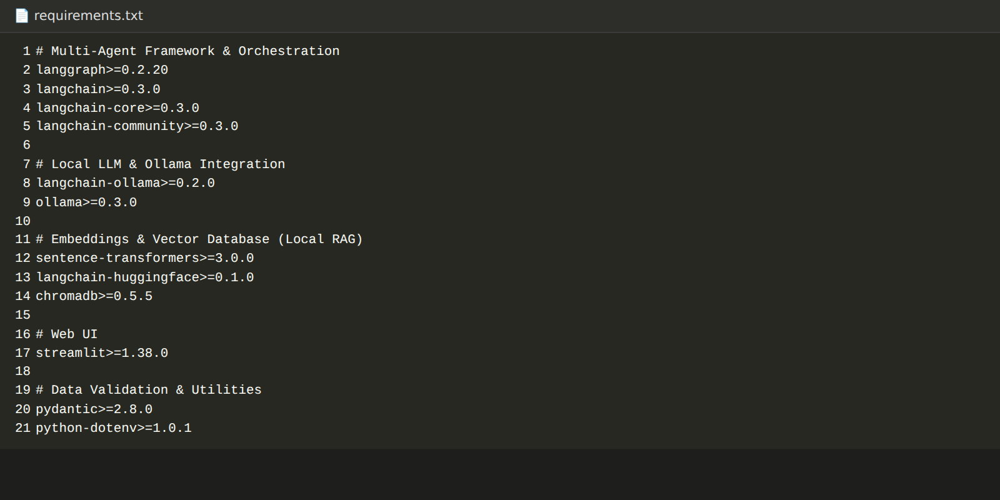 requirements.txt
1 # Multi-Agent Framework & Orchestration
2 langgraph>=0.2.20
3 langchain>=0.3.0
4 langchain-core>=0.3.0
5 langchain-community>=0.3.0
6
7 # Local LLM & Ollama Integration
8 langchain-ollama>=0.2.0
9 ollama>=0.3.0
10
11 # Embeddings & Vector Database (Local RAG)
12 sentence-transformers>=3.0.0
13 langchain-huggingface>=0.1.0
14 chromadb>=0.5.5
15
16 # Web UI
17 streamlit>=1.38.0
18
19 # Data Validation & Utilities
20 pydantic>=2.8.0
21 python-dotenv>=1.0.1